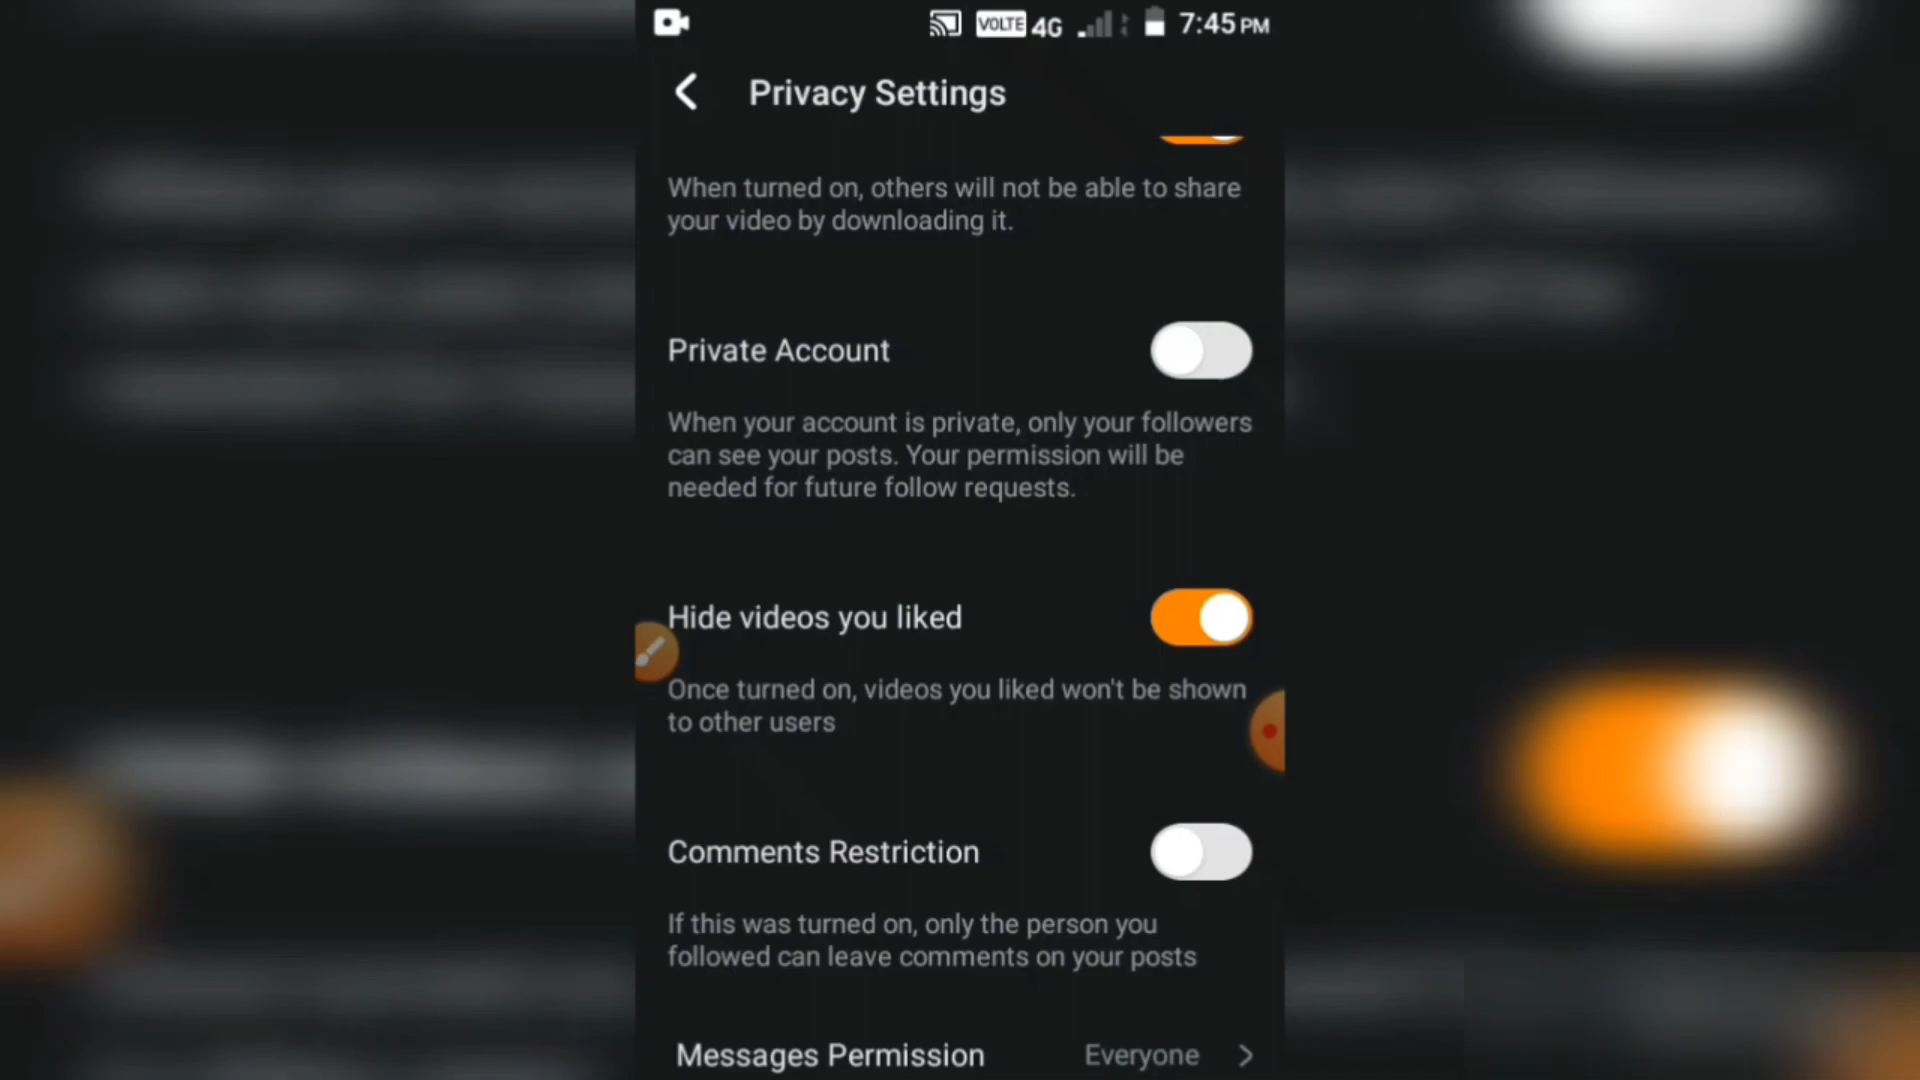 VOLTE 4G 7:45 PM
Privacy Settings
When turned on, others will not be able to share
your video by downloading it.
Private Account
When your account is private, only your followers
can see your posts. Your permission will be
needed for future follow requests.
Hide videos you liked
Once turned on, videos you liked won't be shown
to other users
Comments Restriction
If this was turned on, only the person you
followed can leave comments on your posts
Messages Permission Everyone